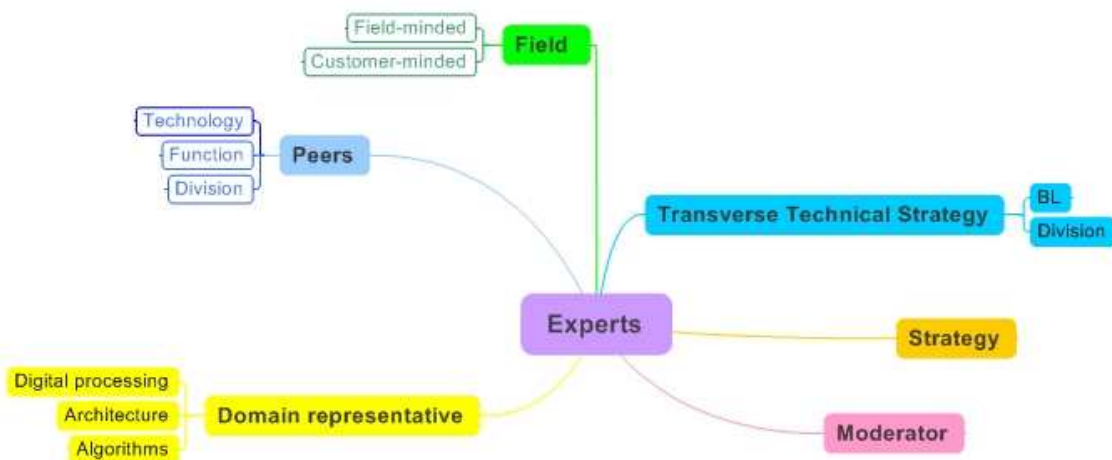 Field-minded
Customer-minded
Field
Technology
Function
Division
Peers
Transverse Technical Strategy
BL
Division
Experts
Strategy
Digital processing
Architecture
Algorithms
Domain representative
Moderator